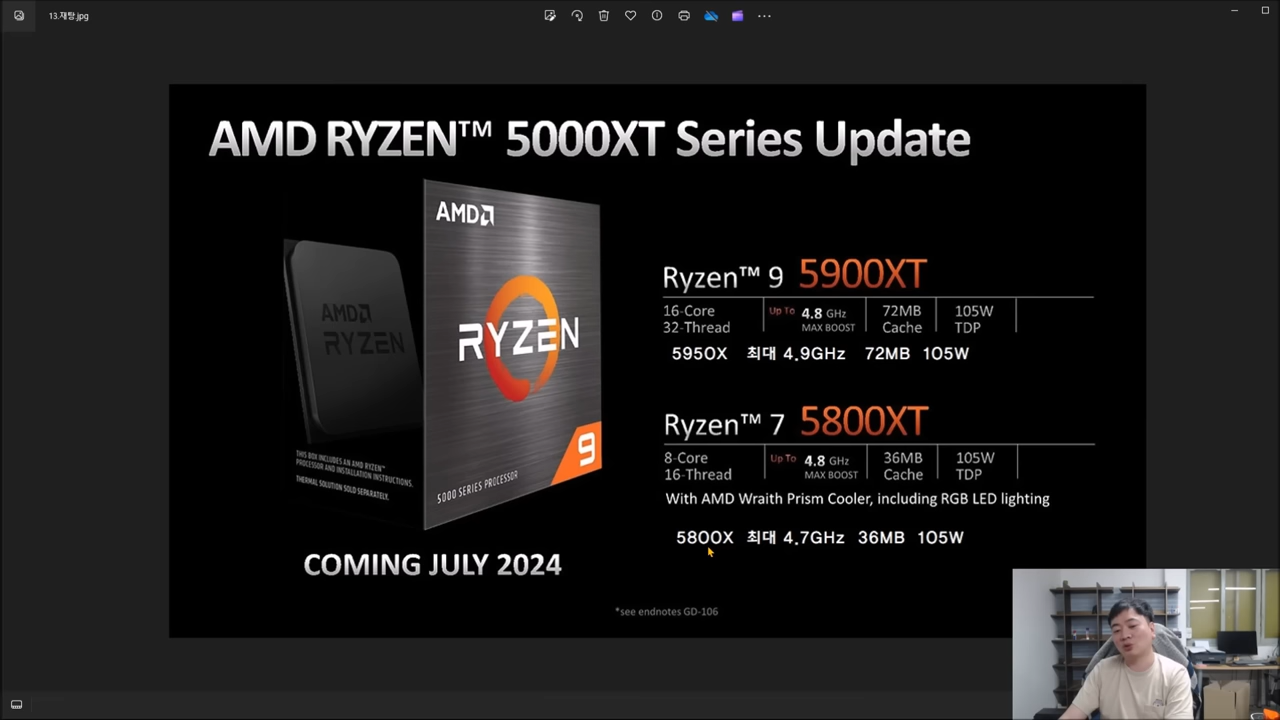 13.재탕.jpg
AMD RYZEN™ 5000XT Series Update
AMD
RYZEN
THIS BOX INCLUDES AN AMD RYZEN™
PROCESSOR AND INSTALLATION INSTRUCTIONS.
THERMAL SOLUTION SOLD SEPARATELY.
AMD
RYZEN
9
5000 SERIES PROCESSOR
COMING JULY 2024
Ryzen™ 9 5900XT
16-Core
32-Thread
Up To 4.8 GHz
MAX BOOST
72MB
Cache
105W
TDP
5950X 최대 4.9GHz 72MB 105W
Ryzen™ 7 5800XT
8-Core
16-Thread
Up To 4.8 GHz
MAX BOOST
36MB
Cache
105W
TDP
With AMD Wraith Prism Cooler, including RGB LED lighting
5800X 최대 4.7GHz 36MB 105W
*see endnotes GD-106